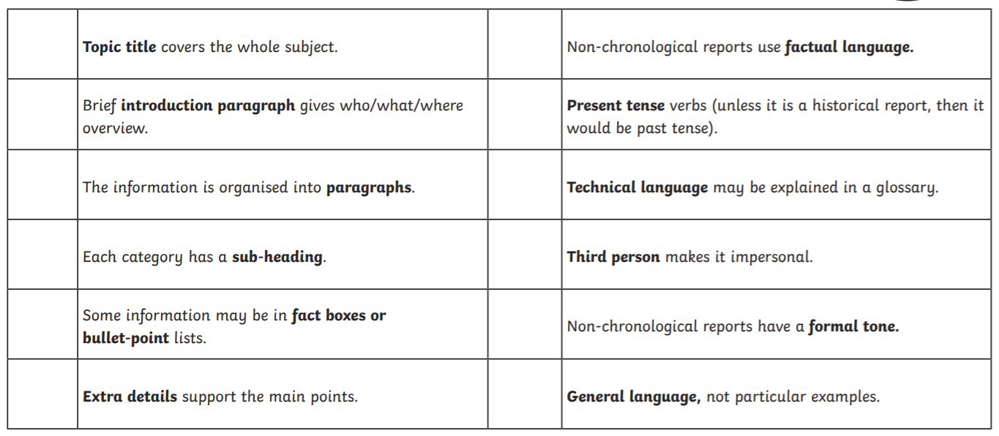 Topic title covers the whole subject.
Non-chronological reports use factual language.
Brief introduction paragraph gives who/what/where
overview.
Present tense verbs (unless it is a historical report, then it
would be past tense).
The information is organised into paragraphs.
Technical language may be explained in a glossary.
Each category has a sub-heading.
Third person makes it impersonal.
Some information may be in fact boxes or
bullet-point lists.
Non-chronological reports have a formal tone.
Extra details support the main points.
General language, not particular examples.